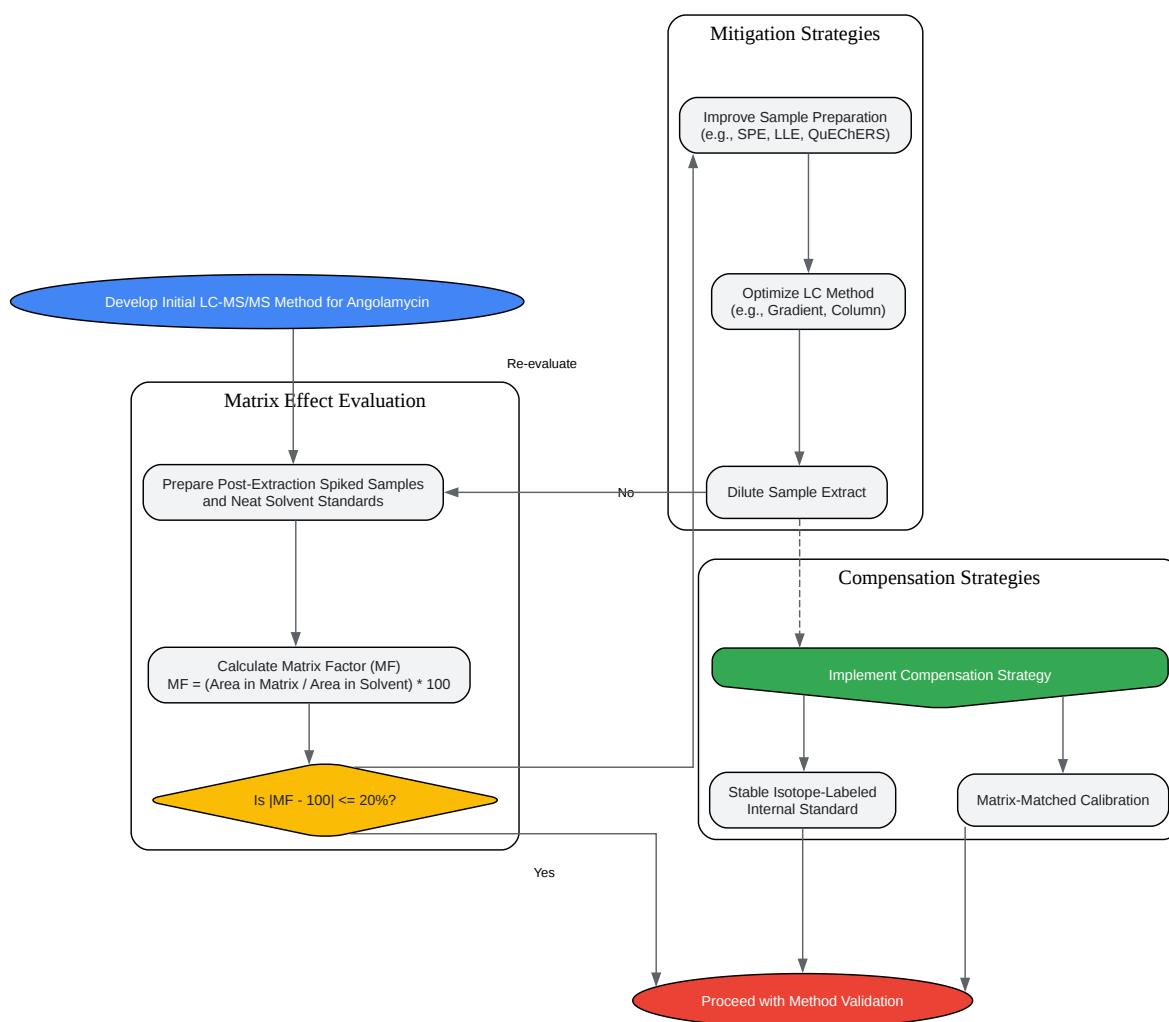 Mitigation Strategies
Improve Sample Preparation
(e.g., SPE, LLE, QuEChERS)
Optimize LC Method
(e.g., Gradient, Column)
Dilute Sample Extract
Develop Initial LC-MS/MS Method for Angolamycin
Re-evaluate
Matrix Effect Evaluation
Prepare Post-Extraction Spiked Samples
and Neat Solvent Standards
No
Calculate Matrix Factor (MF)
MF = (Area in Matrix / Area in Solvent) * 100
Is |MF - 100| <= 20%?
Yes
Compensation Strategies
Implement Compensation Strategy
Stable Isotope-Labeled
Internal Standard
Matrix-Matched Calibration
Proceed with Method Validation